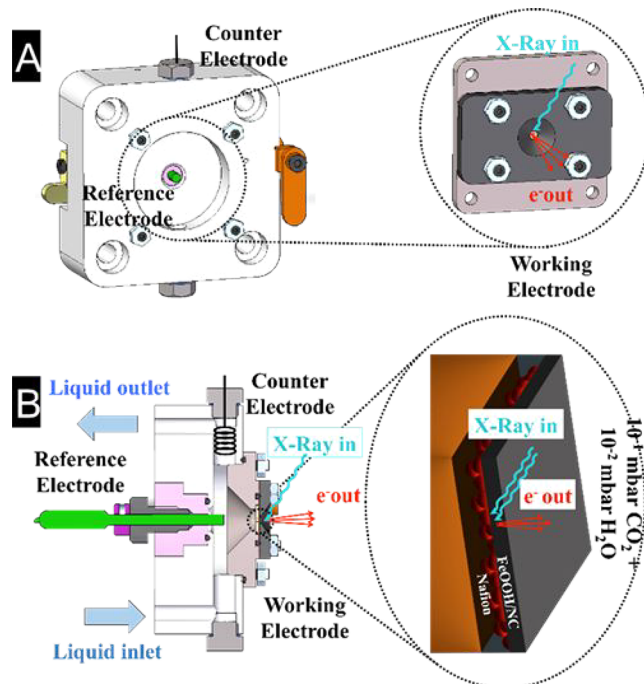 A
Counter
Electrode
X-Ray in
Reference
Electrode
e⁻out
Working
Electrode
B
Liquid outlet
Counter
Electrode
X-Ray in
Reference
Electrode
e⁻out
Working
Electrode
Liquid inlet
X-Ray in
e⁻ out
FeOOH/NC
Nafion
10⁻¹ mbar CO₂ +
10⁻² mbar H₂O